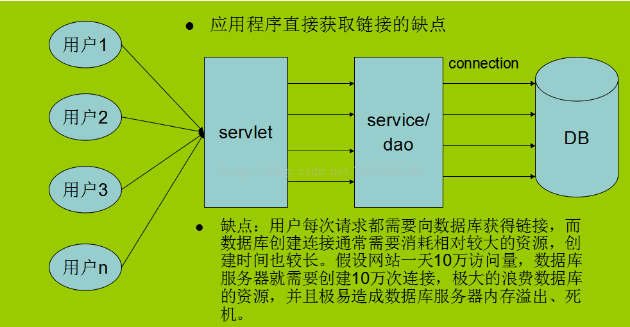 应用程序直接获取链接的缺点
用户1
用户2
用户3
用户n
servlet
service/
dao
connection
DB
缺点：用户每次请求都需要向数据库获得链接，而
数据库创建连接通常需要消耗相对较大的资源，创
建时间也较长。假设网站一天10万访问量，数据库
服务器就需要创建10万次连接，极大的浪费数据库
的资源，并且极易造成数据库服务器内存溢出、死
机。